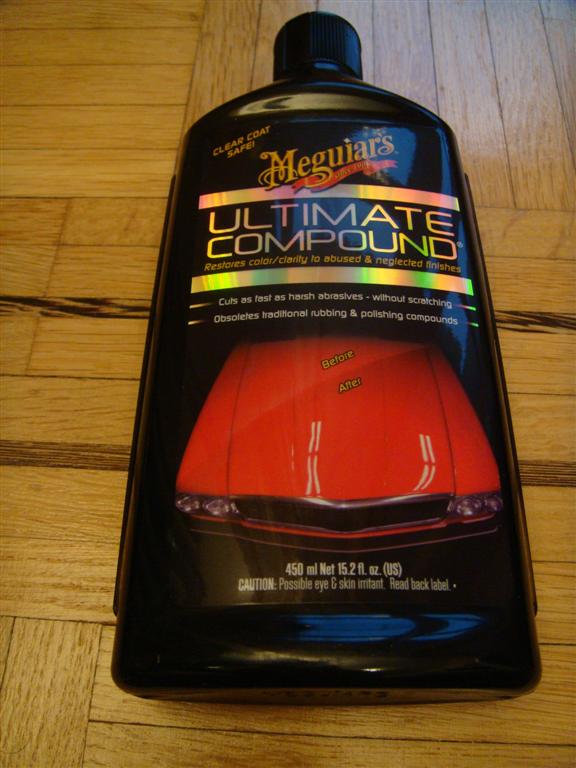 CLEAR COAT
SAFE!
Meguiar's
ULTIMATE
COMPOUND®
Restores color/clarity to abused & neglected finishes
Cuts as fast as harsh abrasives - without scratching
Obsoletes traditional rubbing & polishing compounds
Before
After
450 ml Net 15.2 fl. oz. (US)
CAUTION: Possible eye & skin irritant. Read back label.